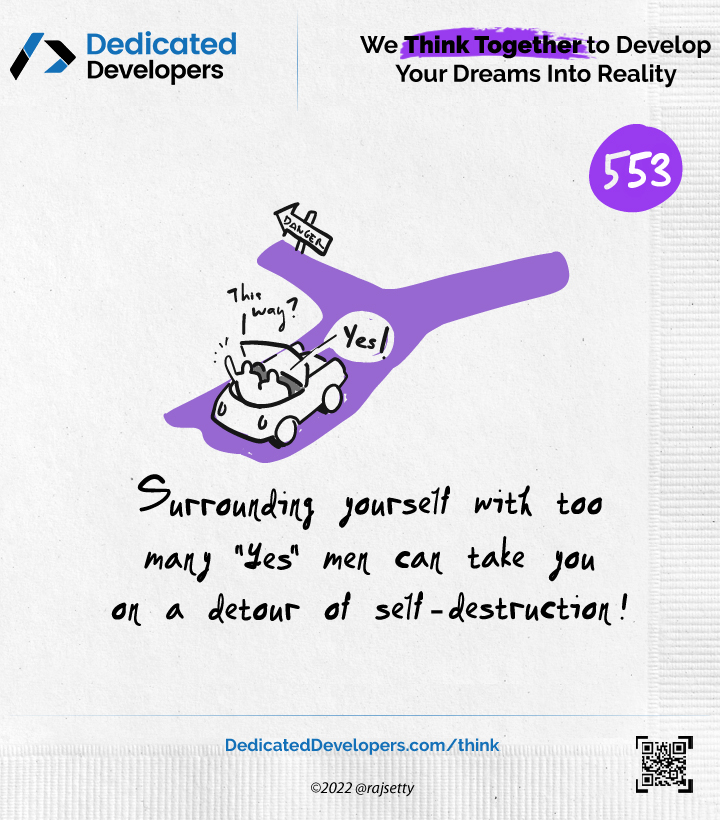 Dedicated
Developers
We Think Together to Develop
Your Dreams Into Reality
553
DANGER
This
way?
Yes!
Surrounding yourself with too
many "Yes" men can take you
on a detour of self-destruction!
DedicatedDevelopers.com/think
©2022 @rajsetty